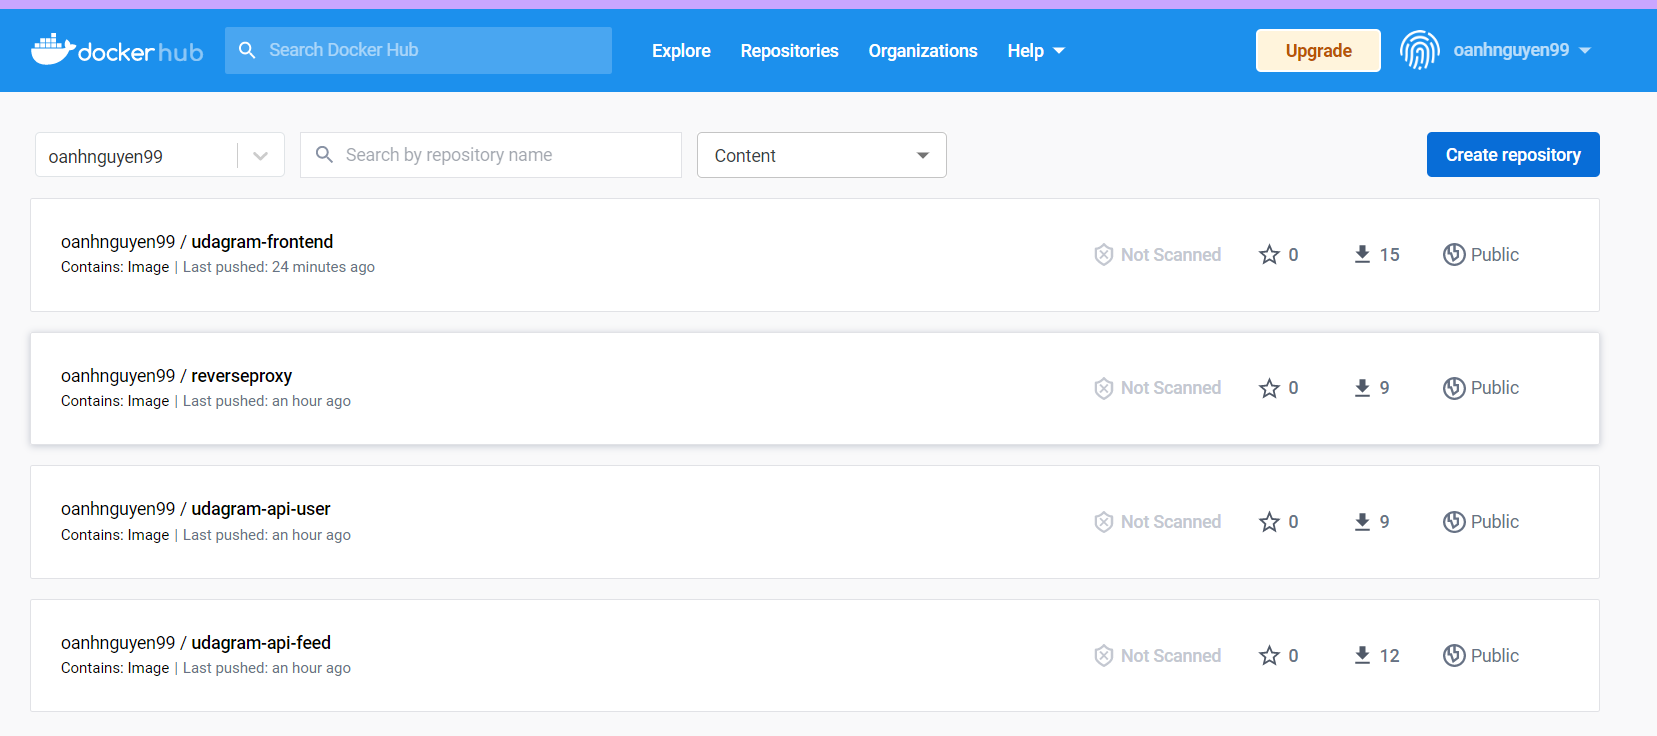 docker hub
Search Docker Hub
Explore
Repositories
Organizations
Help
Upgrade
oanhnguyen99
oanhnguyen99
Search by repository name
Content
Create repository
oanhnguyen99 / udagram-frontend
Contains: Image | Last pushed: 24 minutes ago
Not Scanned
0
15
Public
oanhnguyen99 / reverseproxy
Contains: Image | Last pushed: an hour ago
Not Scanned
0
9
Public
oanhnguyen99 / udagram-api-user
Contains: Image | Last pushed: an hour ago
Not Scanned
0
9
Public
oanhnguyen99 / udagram-api-feed
Contains: Image | Last pushed: an hour ago
Not Scanned
0
12
Public